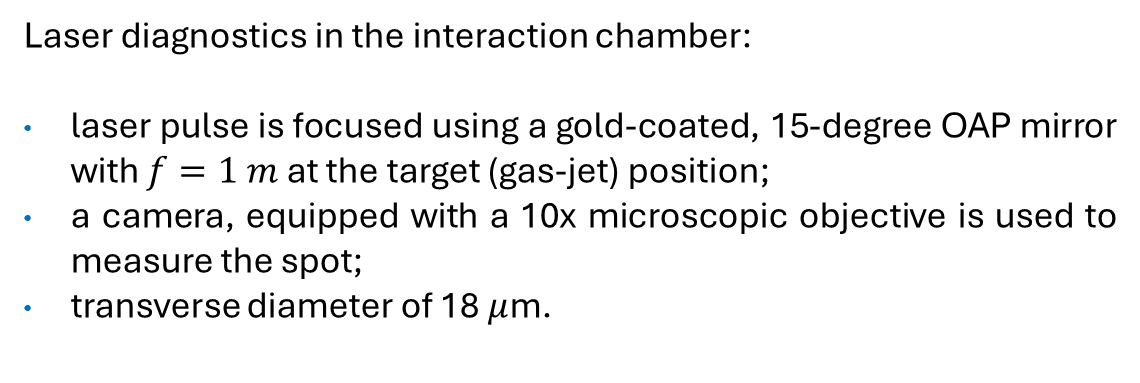 Laser diagnostics in the interaction chamber:
• laser pulse is focused using a gold-coated, 15-degree OAP mirror
with f = 1 m at the target (gas-jet) position;
• a camera, equipped with a 10x microscopic objective is used to
measure the spot;
• transverse diameter of 18 μm.